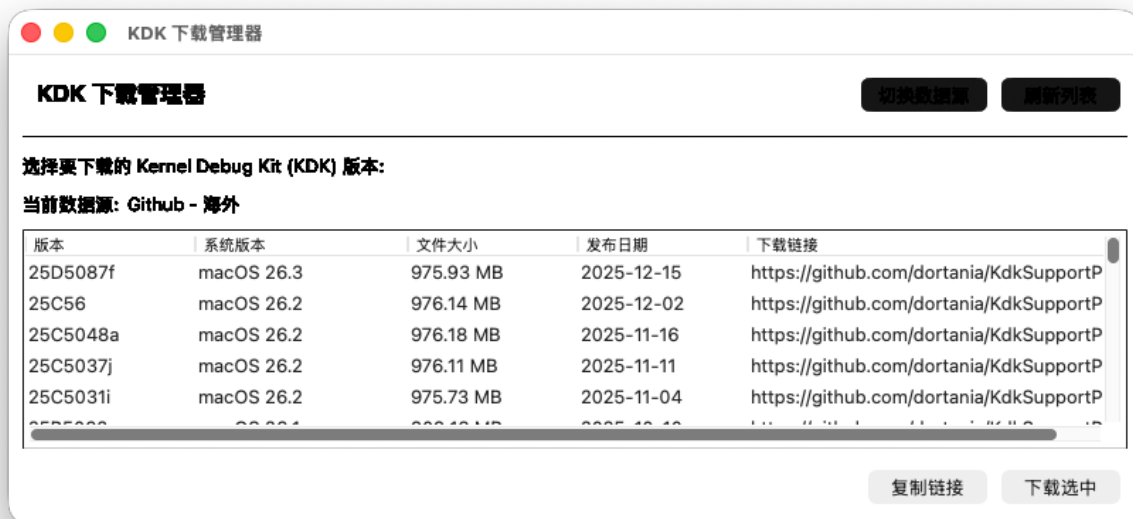 KDK 下载管理器
KDK 下载管理器
切换数据源 刷新列表
选择要下载的 Kernel Debug Kit (KDK) 版本:
当前数据源: Github - 海外
版本 系统版本 文件大小 发布日期 下载链接
25D5087f macOS 26.3 975.93 MB 2025-12-15 https://github.com/dortania/KdkSupportP
25C56 macOS 26.2 976.14 MB 2025-12-02 https://github.com/dortania/KdkSupportP
25C5048a macOS 26.2 976.18 MB 2025-11-16 https://github.com/dortania/KdkSupportP
25C5037j macOS 26.2 976.11 MB 2025-11-11 https://github.com/dortania/KdkSupportP
25C5031i macOS 26.2 975.73 MB 2025-11-04 https://github.com/dortania/KdkSupportP
复制链接 下载选中